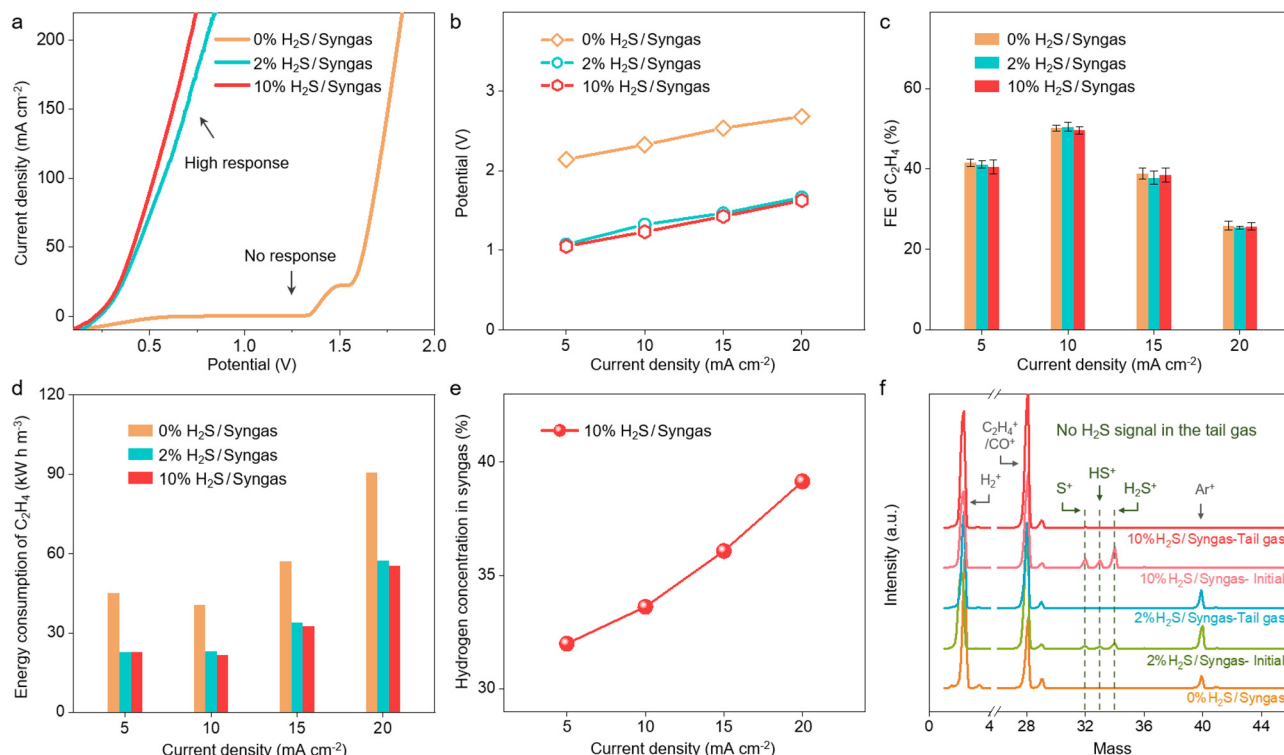 a
Current density (mA cm⁻²)
200
150
100
50
0
0% H₂S/Syngas
2% H₂S/Syngas
10% H₂S/Syngas
High response
No response
0.5
1.0
1.5
2.0
Potential (V)
b
Potential (V)
3
2
1
0
0% H₂S/Syngas
2% H₂S/Syngas
10% H₂S/Syngas
5
10
15
20
Current density (mA cm⁻²)
c
FE of C₂H₄ (%)
60
40
20
0
0% H₂S/Syngas
2% H₂S/Syngas
10% H₂S/Syngas
5
10
15
20
Current density (mA cm⁻²)
d
Energy consumption of C₂H₄ (kW h m⁻³)
120
90
60
30
0
0% H₂S/Syngas
2% H₂S/Syngas
10% H₂S/Syngas
5
10
15
20
Current density (mA cm⁻²)
e
Hydrogen concentration in syngas (%)
40
35
30
10% H₂S/Syngas
5
10
15
20
Current density (mA cm⁻²)
f
Intensity (a.u.)
C₂H₄⁺
/CO⁺
No H₂S signal in the tail gas
H₂⁺
S⁺
HS⁺
H₂S⁺
Ar⁺
10%H₂S/Syngas-Tail gas
10%H₂S/Syngas- Initial
2%H₂S/Syngas-Tail gas
2%H₂S/Syngas- Initial
0%H₂S/Syngas
0
4
28
32
36
40
44
Mass